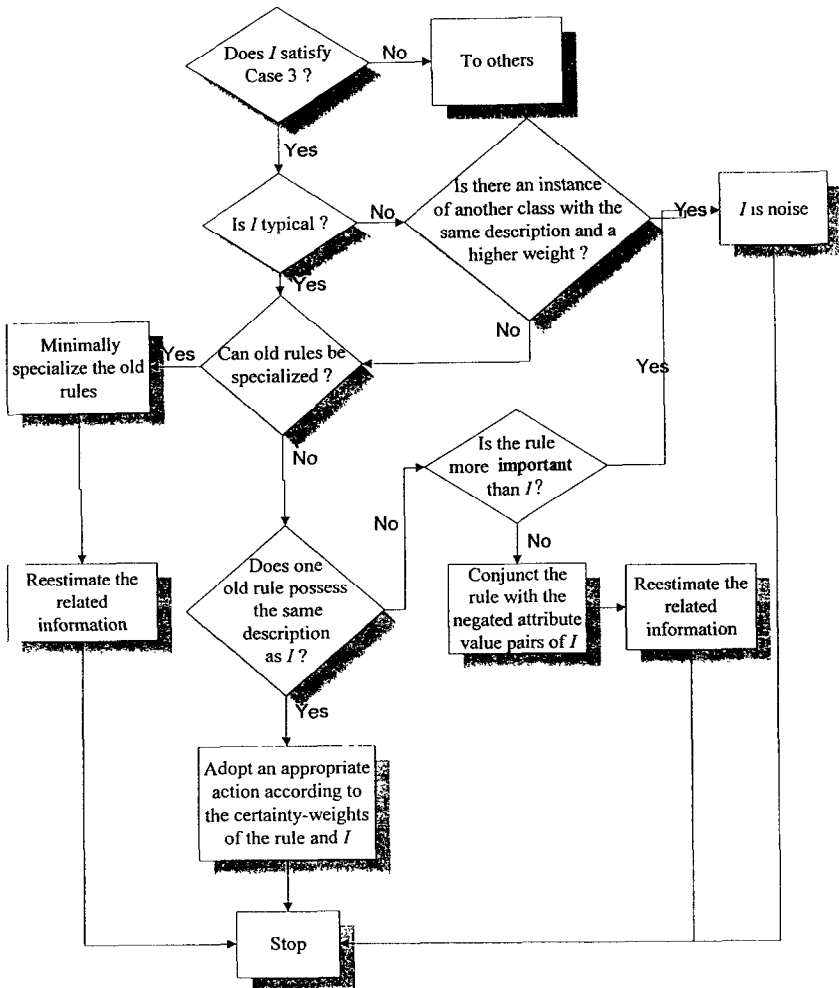 Does I satisfy
Case 3 ?
No
To others
Yes
Is I typical ?
No
Is there an instance
of another class with the
same description and a
higher weight ?
Yes
I is noise
Yes
No
Can old rules be
specialized ?
Yes
Minimally
specialize the old
rules
Yes
No
Is the rule
more important
than I ?
No
No
Does one
old rule possess
the same
description
as I ?
Reestimate the
related
information
Conjunct the
rule with the
negated attribute
value pairs of I
Reestimate the
related
information
Yes
Adopt an appropriate
action according to
the certainty-weights
of the rule and I
Stop